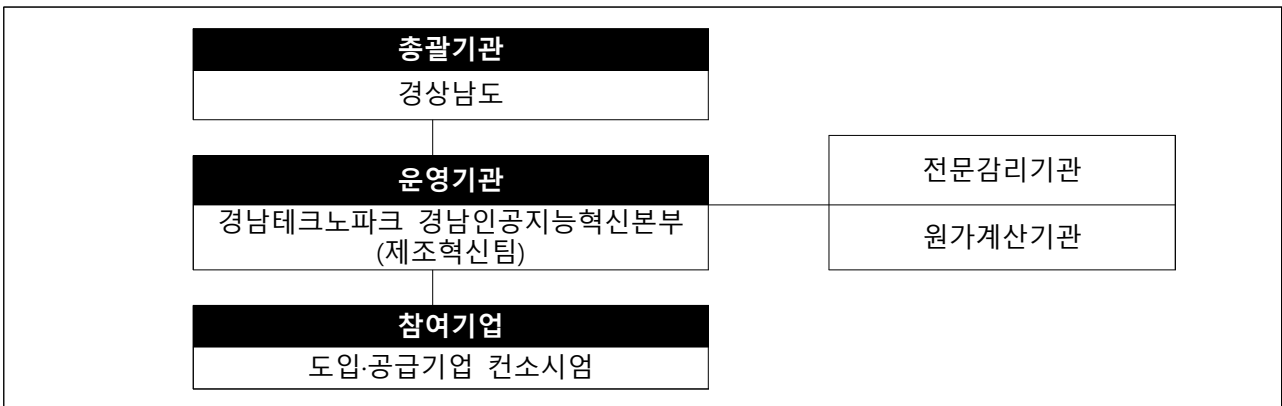 총괄기관
경상남도
운영기관
경남테크노파크 경남인공지능혁신본부
(제조혁신팀)
전문감리기관
원가계산기관
참여기업
도입·공급기업 컨소시엄